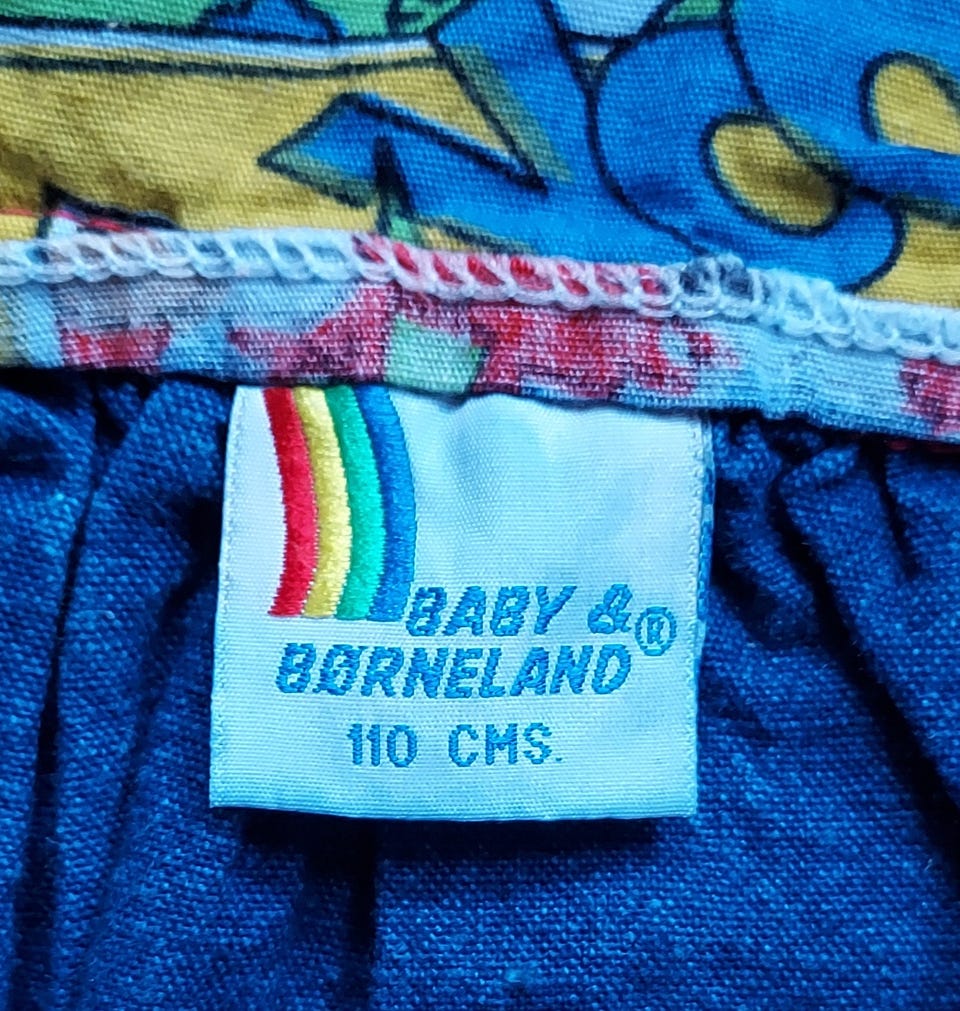 BABY & ®
BØRNELAND
110 CMS.